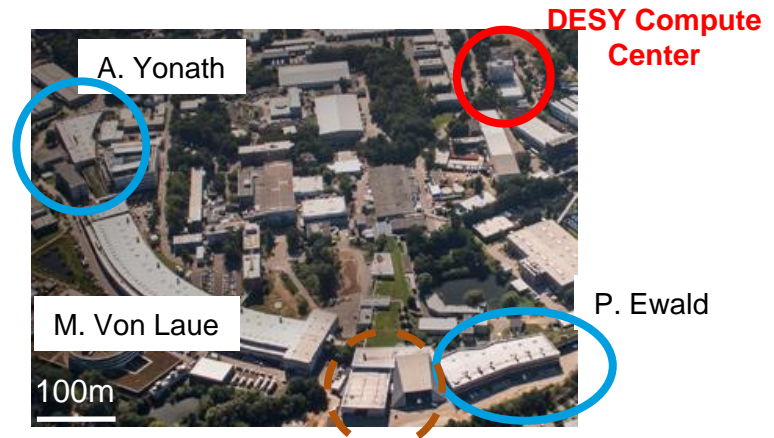 DESY Compute
Center
A. Yonath
P. Ewald
M. Von Laue
100m